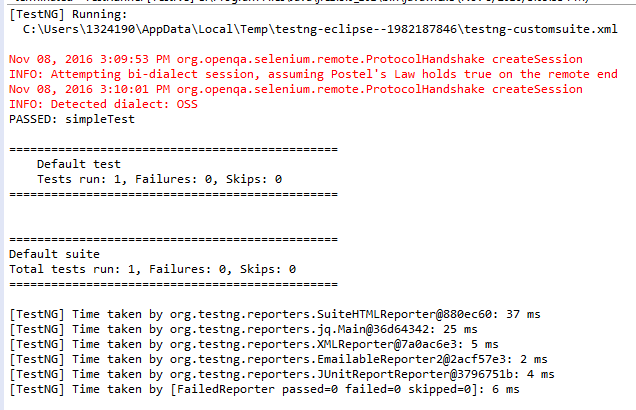 [TestNG] Running:
C:\Users\1324190\AppData\Local\Temp\testng-eclipse--1982187846\testng-customsuite.xml
Nov 08, 2016 3:09:53 PM org.openqa.selenium.remote.ProtocolHandshake createSession
INFO: Attempting bi-dialect session, assuming Postel's Law holds true on the remote end
Nov 08, 2016 3:10:01 PM org.openqa.selenium.remote.ProtocolHandshake createSession
INFO: Detected dialect: OSS
PASSED: simpleTest
===============================================
Default test
Tests run: 1, Failures: 0, Skips: 0
===============================================
===============================================
Default suite
Total tests run: 1, Failures: 0, Skips: 0
===============================================
[TestNG] Time taken by org.testng.reporters.SuiteHTMLReporter@880ec60: 37 ms
[TestNG] Time taken by org.testng.reporters.jq.Main@36d64342: 25 ms
[TestNG] Time taken by org.testng.reporters.XMLReporter@7a0ac6e3: 5 ms
[TestNG] Time taken by org.testng.reporters.EmailableReporter2@2acf57e3: 2 ms
[TestNG] Time taken by org.testng.reporters.JUnitReportReporter@3796751b: 4 ms
[TestNG] Time taken by [FailedReporter passed=0 failed=0 skipped=0]: 6 ms